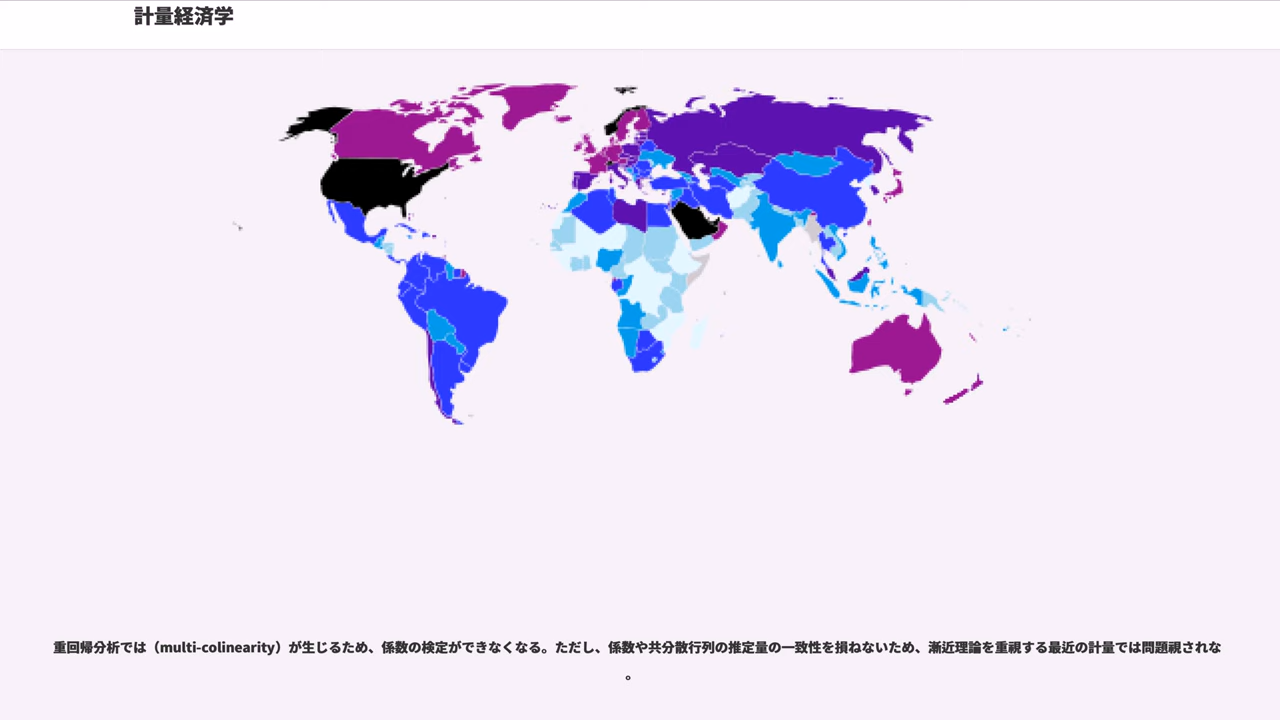 計量経済学
重回帰分析では（multi-colinearity）が生じるため、係数の検定ができなくなる。ただし、係数や共分散行列の推定量の一致性を損ねないため、漸近理論を重視する最近の計量では問題視されな
。